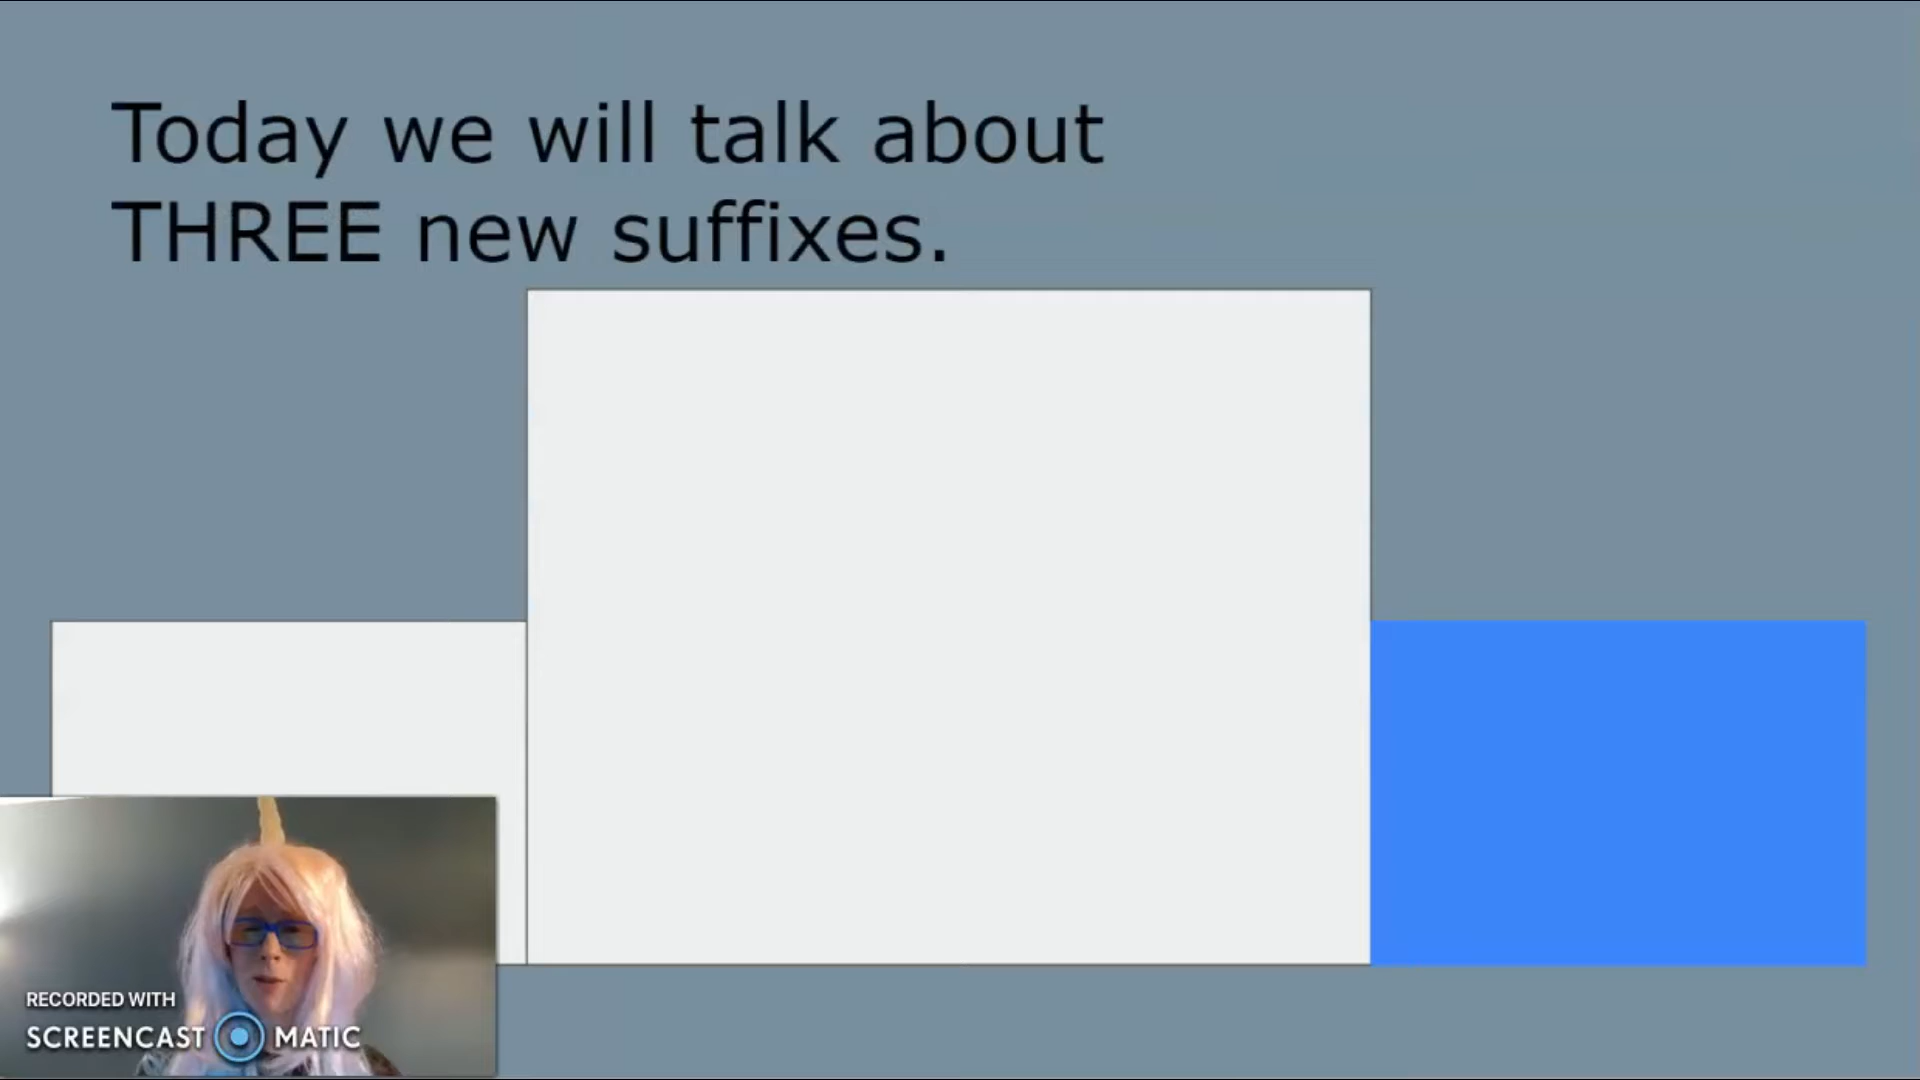 Today we will talk about
THREE new suffixes.
RECORDED WITH
SCREENCAST MATIC